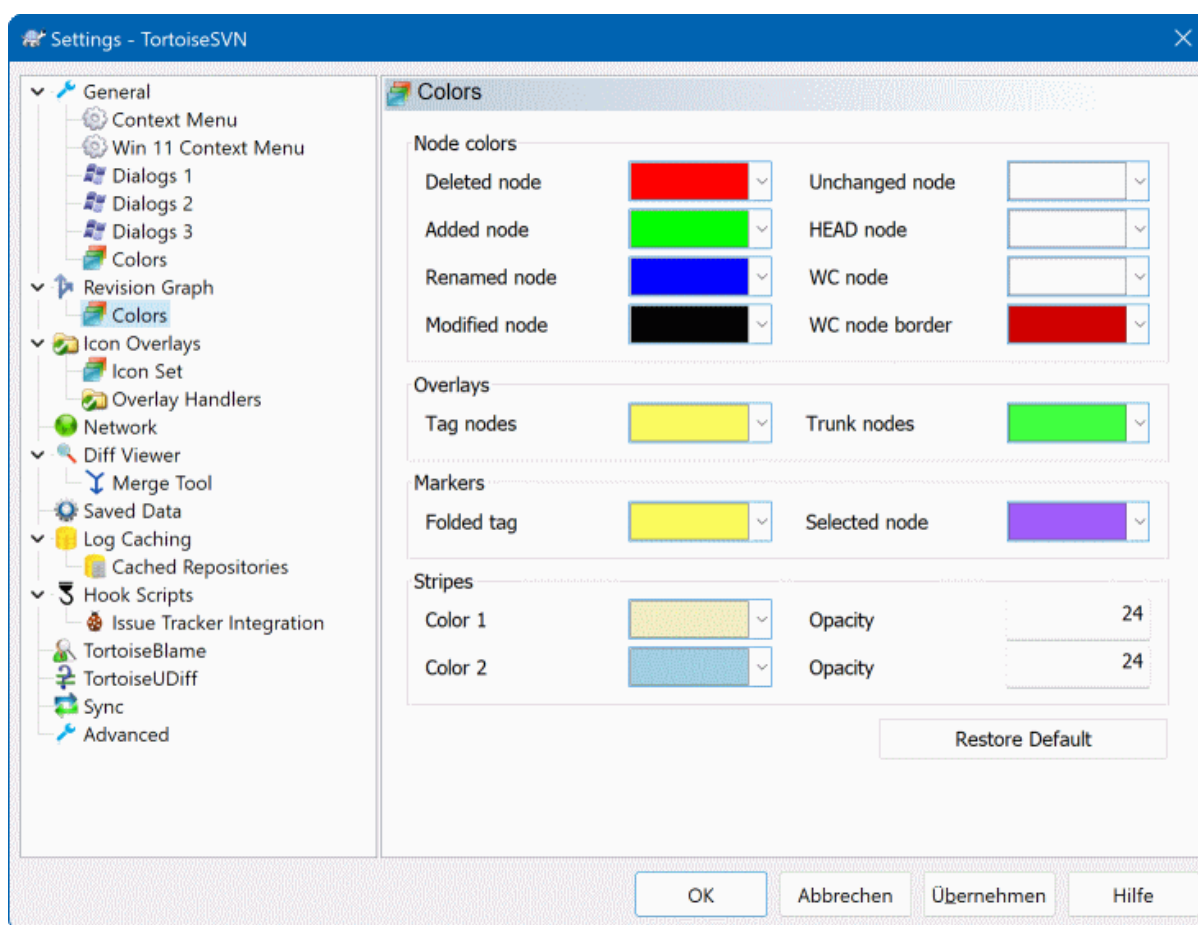 Settings - TortoiseSVN
General
Context Menu
Win 11 Context Menu
Dialogs 1
Dialogs 2
Dialogs 3
Colors
Revision Graph
Colors
Icon Overlays
Icon Set
Overlay Handlers
Network
Diff Viewer
Merge Tool
Saved Data
Log Caching
Cached Repositories
Hook Scripts
Issue Tracker Integration
TortoiseBlame
TortoiseUDiff
Sync
Advanced
Colors
Node colors
Deleted node Unchanged node
Added node HEAD node
Renamed node WC node
Modified node WC node border
Overlays
Tag nodes Trunk nodes
Markers
Folded tag Selected node
Stripes
Color 1 Opacity 24
Color 2 Opacity 24
Restore Default
OK Abbrechen Übernehmen Hilfe